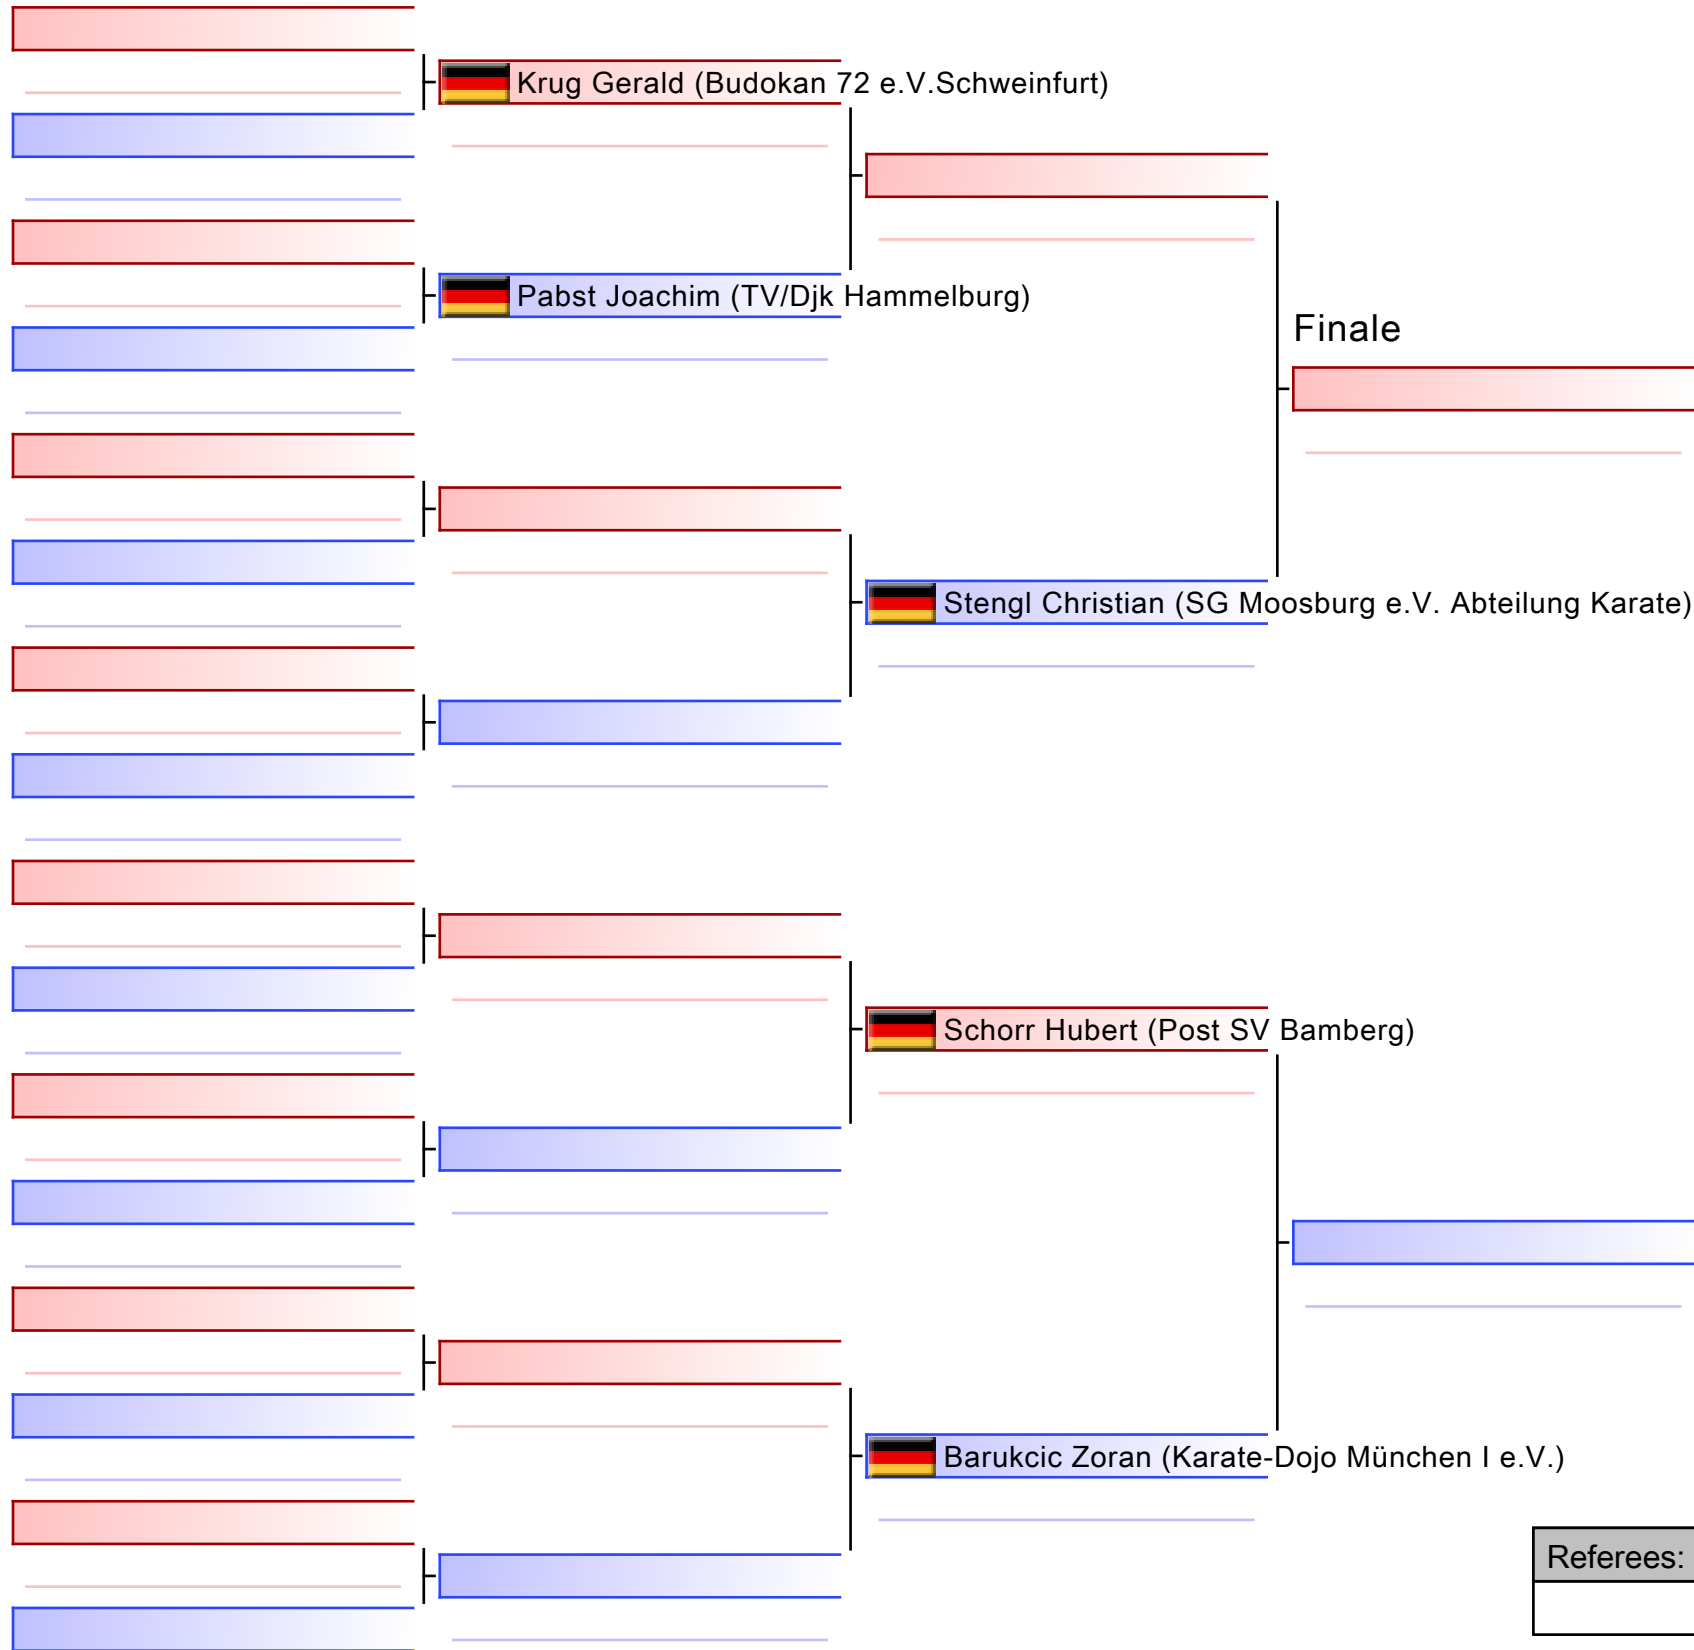 Krug Gerald (Budokan 72 e.V.Schweinfurt)
Pabst Joachim (TV/Djk Hammelburg)
Finale
Stengl Christian (SG Moosburg e.V. Abteilung Karate)
Schorr Hubert (Post SV Bamberg)
Barukcic Zoran (Karate-Dojo München I e.V.)
Referees: